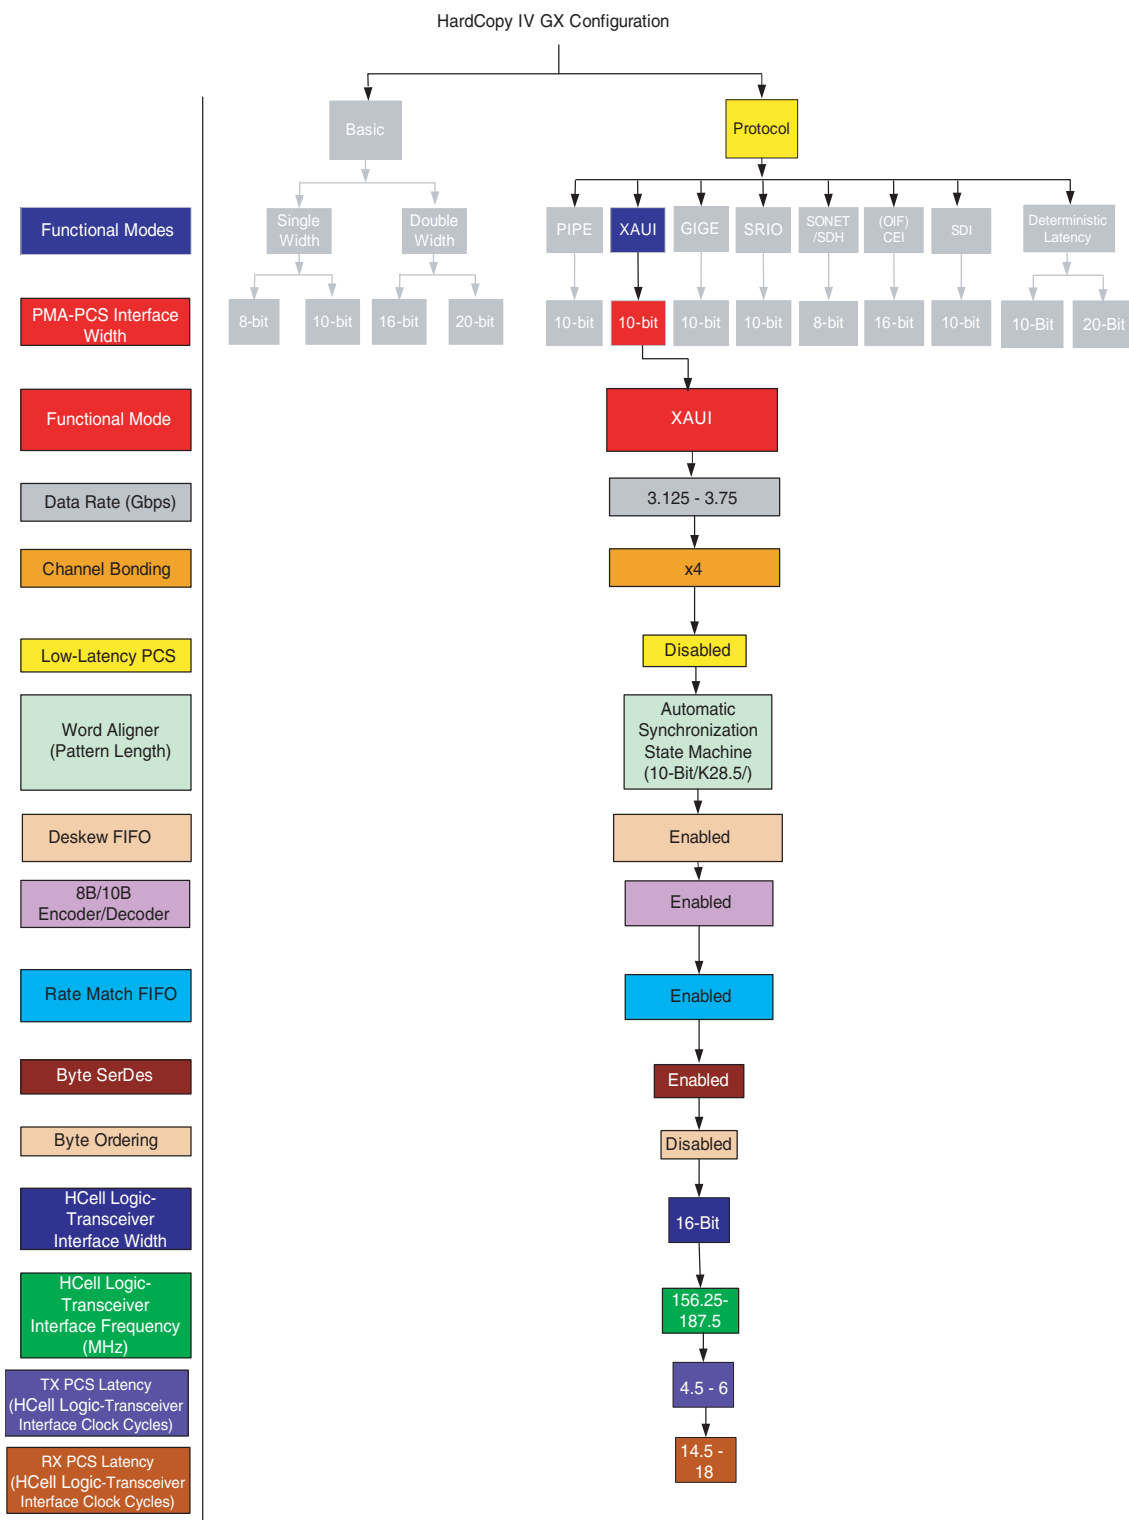 HardCopy IV GX Configuration
Basic
Protocol
Functional Modes
Single
Width
Double
Width
PIPE
XAUI
GIGE
SRIO
SONET
/SDH
(OIF)
CEI
SDI
Deterministic
Latency
PMA-PCS Interface
Width
8-bit
10-bit
16-bit
20-bit
10-bit
10-bit
10-bit
10-bit
8-bit
16-bit
10-bit
10-Bit
20-Bit
Functional Mode
XAUI
Data Rate (Gbps)
3.125 - 3.75
Channel Bonding
x4
Low-Latency PCS
Disabled
Word Aligner
(Pattern Length)
Automatic
Synchronization
State Machine
(10-Bit/K28.5/)
Deskew FIFO
Enabled
8B/10B
Encoder/Decoder
Enabled
Rate Match FIFO
Enabled
Byte SerDes
Enabled
Byte Ordering
Disabled
HCell Logic-
Transceiver
Interface Width
16-Bit
HCell Logic-
Transceiver
Interface Frequency
(MHz)
156.25-
187.5
TX PCS Latency
(HCell Logic-Transceiver
Interface Clock Cycles)
4.5 - 6
RX PCS Latency
(HCell Logic-Transceiver
Interface Clock Cycles)
14.5 -
18